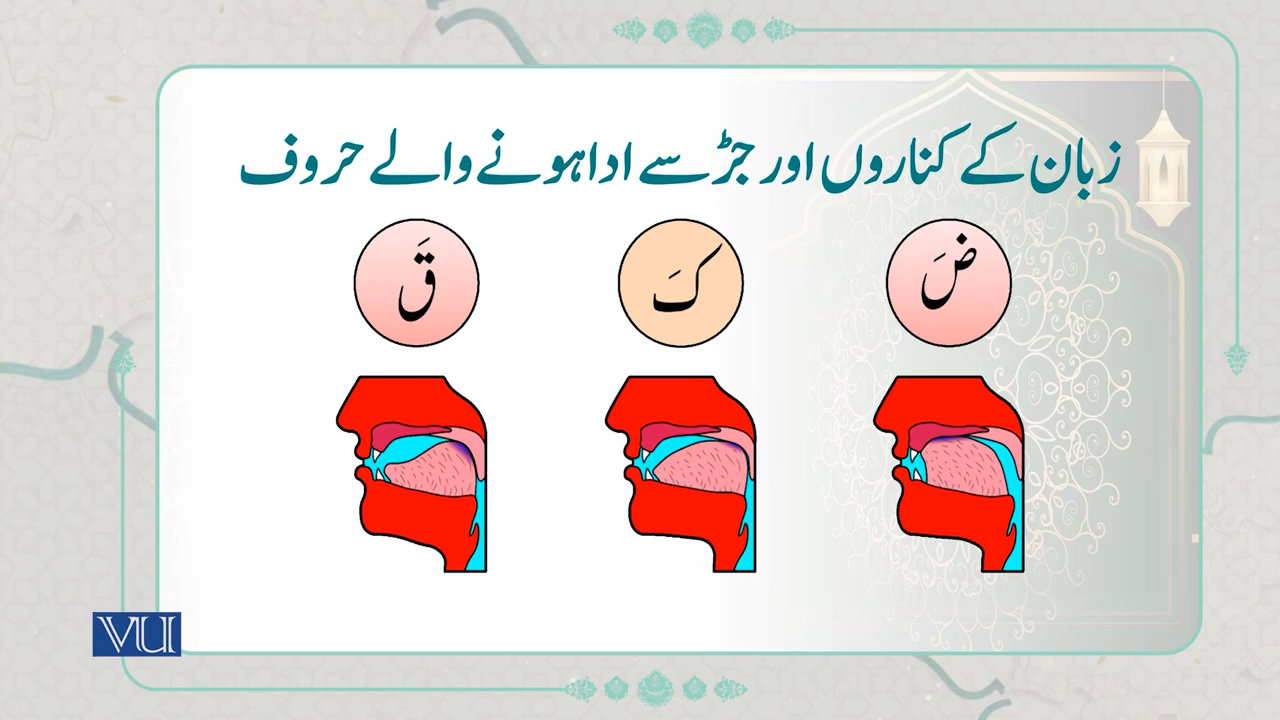 زبان کے کناروں اور جڑ سے ادا ہونے والے حروف
ضَ کَ قَ
VU